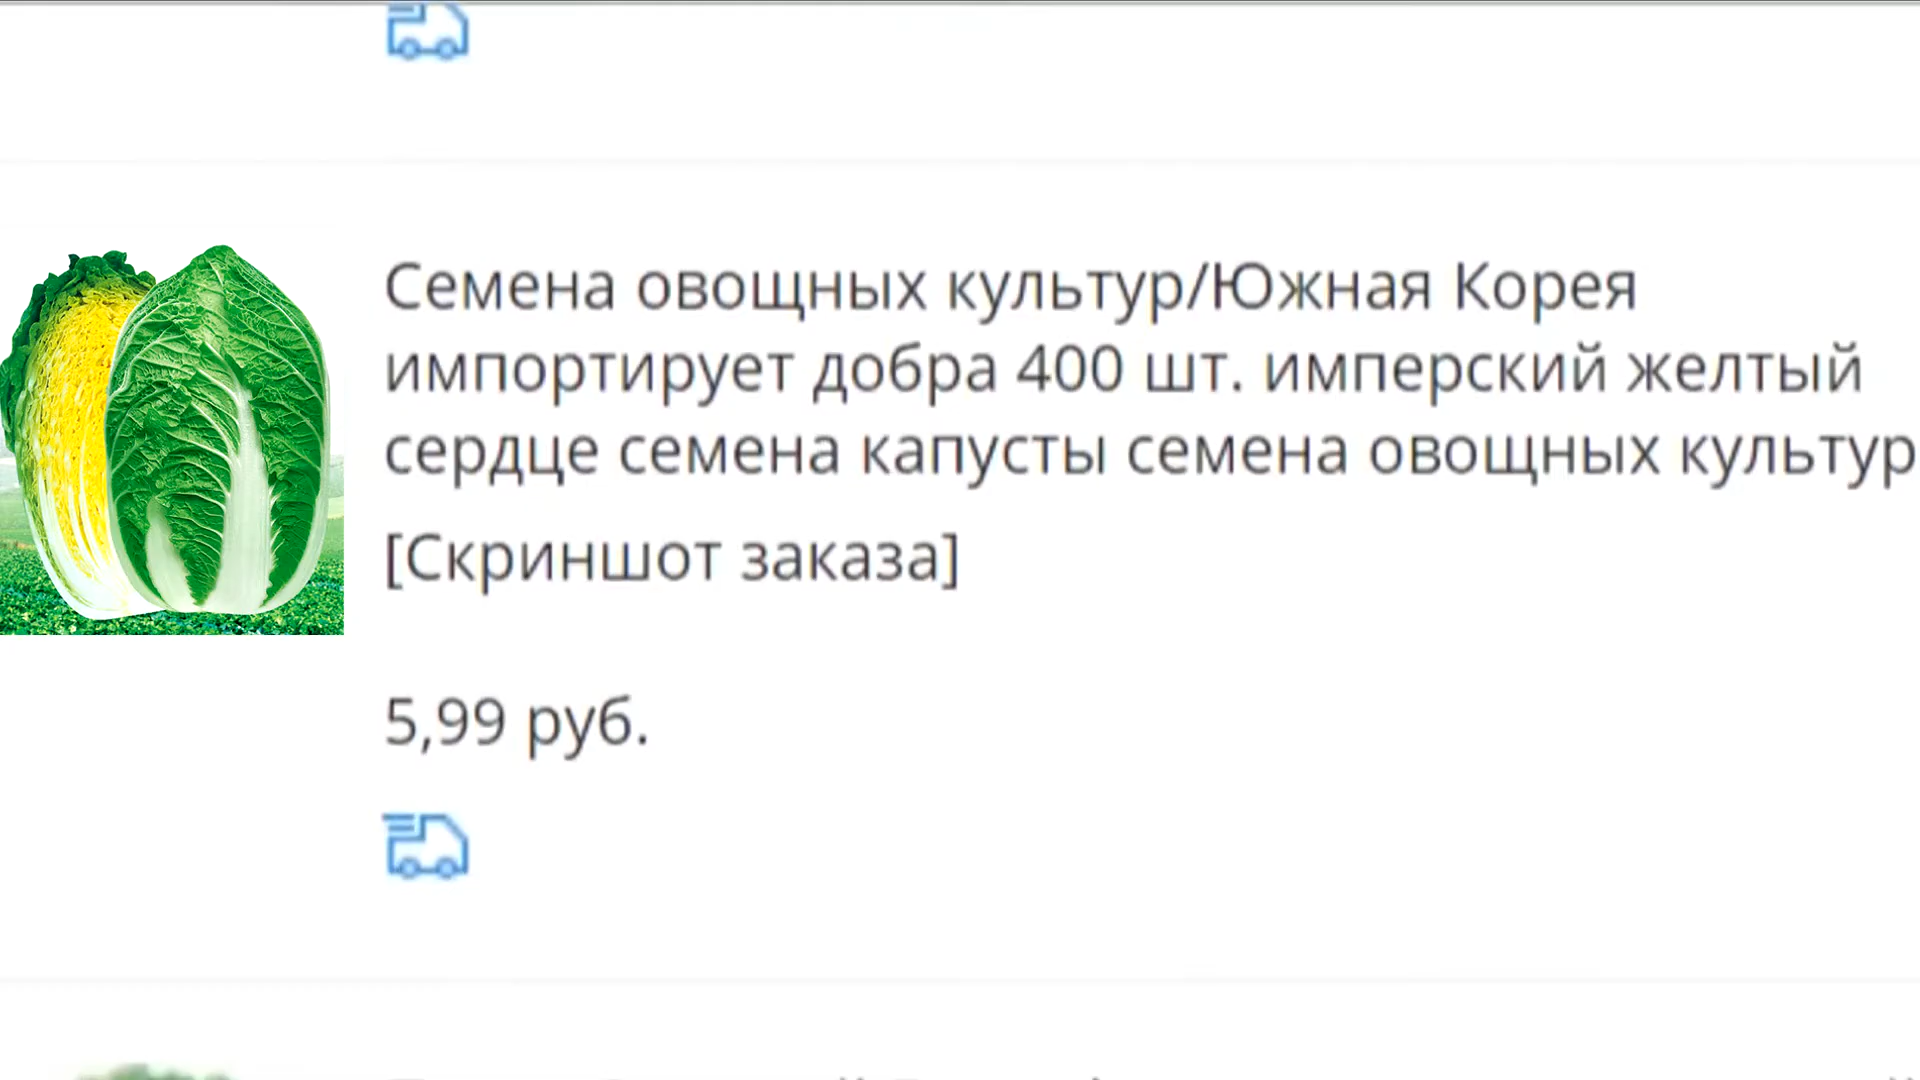 Семена овощных культур/Южная Корея
импортирует добра 400 шт. имперский желтый
сердце семена капусты семена овощных культур
[Скриншот заказа]
5,99 руб.